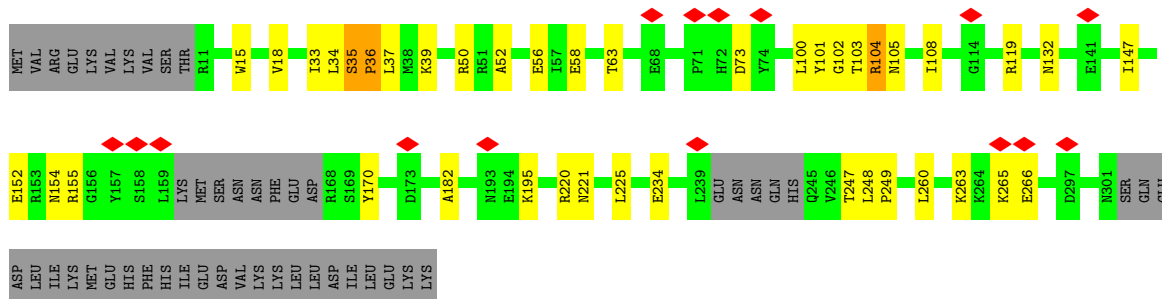 MET VAL ARG GLU LYS VAL LYS VAL SER THR R11 W15 V18 I33 L34 S35 P36 L37 M38 K39 R50 R51 A52 E56 I57 E58 T63 E68 P71 H72 D73 Y74 L100 Y101 G102 T103 R104 N105 I108 G114 R119 N132 E141 I147
E152 R153 N154 R155 G156 Y157 S158 L159 LYS MET SER ASN ASN PHE GLU ASP R168 S169 Y170 D173 A182 N193 E194 K195 R220 N221 L225 E234 L239 GLU ASN ASN GLN HIS Q245 V246 T247 L248 P249 L260 K263 K264 K265 E266 D297 N301 SER GLN GLU
ASP LEU ILE LYS MET GLU HIS PHE HIS ILE GLU ASP VAL LYS LYS LEU LEU ASP ILE LEU GLU LYS LYS